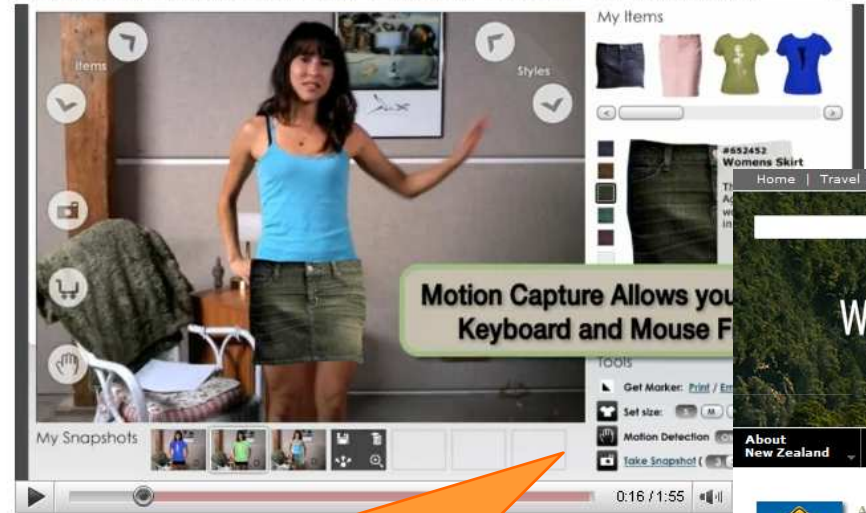 My Items
Items
Styles
#652452
Womens Skirt
Home | Travel
Motion Capture Allows you
Keyboard and Mouse F
W
Tools
Get Marker: Print / Em
Set size: S M
Motion Detection
Take Snapshot (
About
New Zealand
My Snapshots
0:16 / 1:55